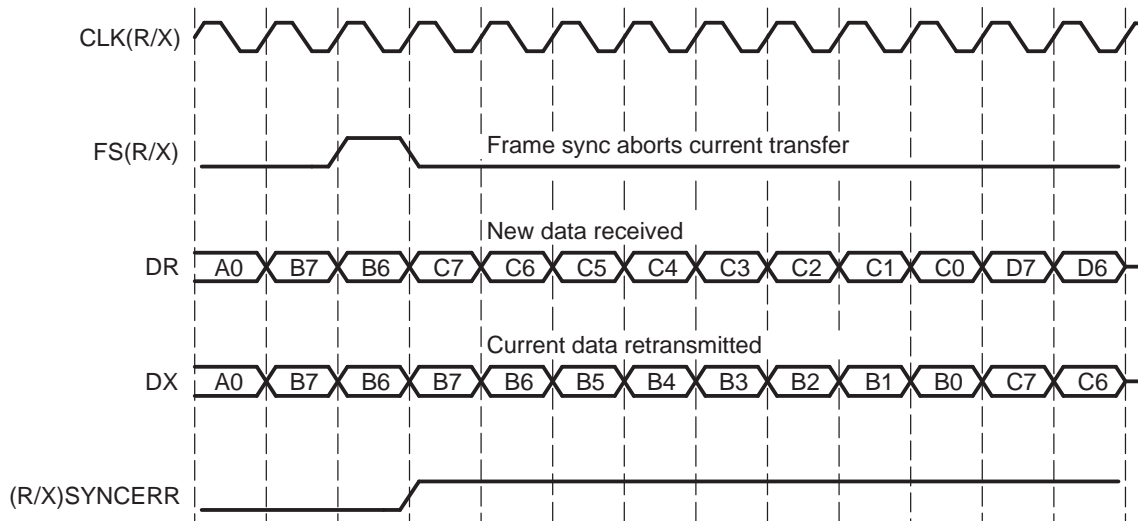 CLK(R/X)
FS(R/X)
Frame sync aborts current transfer
New data received
DR
A0 B7 B6 C7 C6 C5 C4 C3 C2 C1 C0 D7 D6
Current data retransmitted
DX
A0 B7 B6 B7 B6 B5 B4 B3 B2 B1 B0 C7 C6
(R/X)SYNCERR